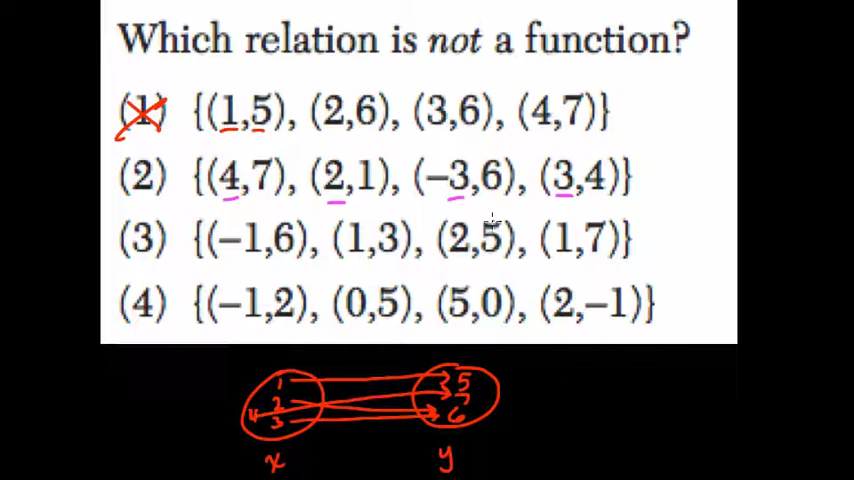 Which relation is not a function?
(1) {(1,5), (2,6), (3,6), (4,7)}
(2) {(4,7), (2,1), (–3,6), (3,4)}
(3) {(–1,6), (1,3), (2,5), (1,7)}
(4) {(–1,2), (0,5), (5,0), (2,–1)}
1 5
2 7
4 3 6
x y